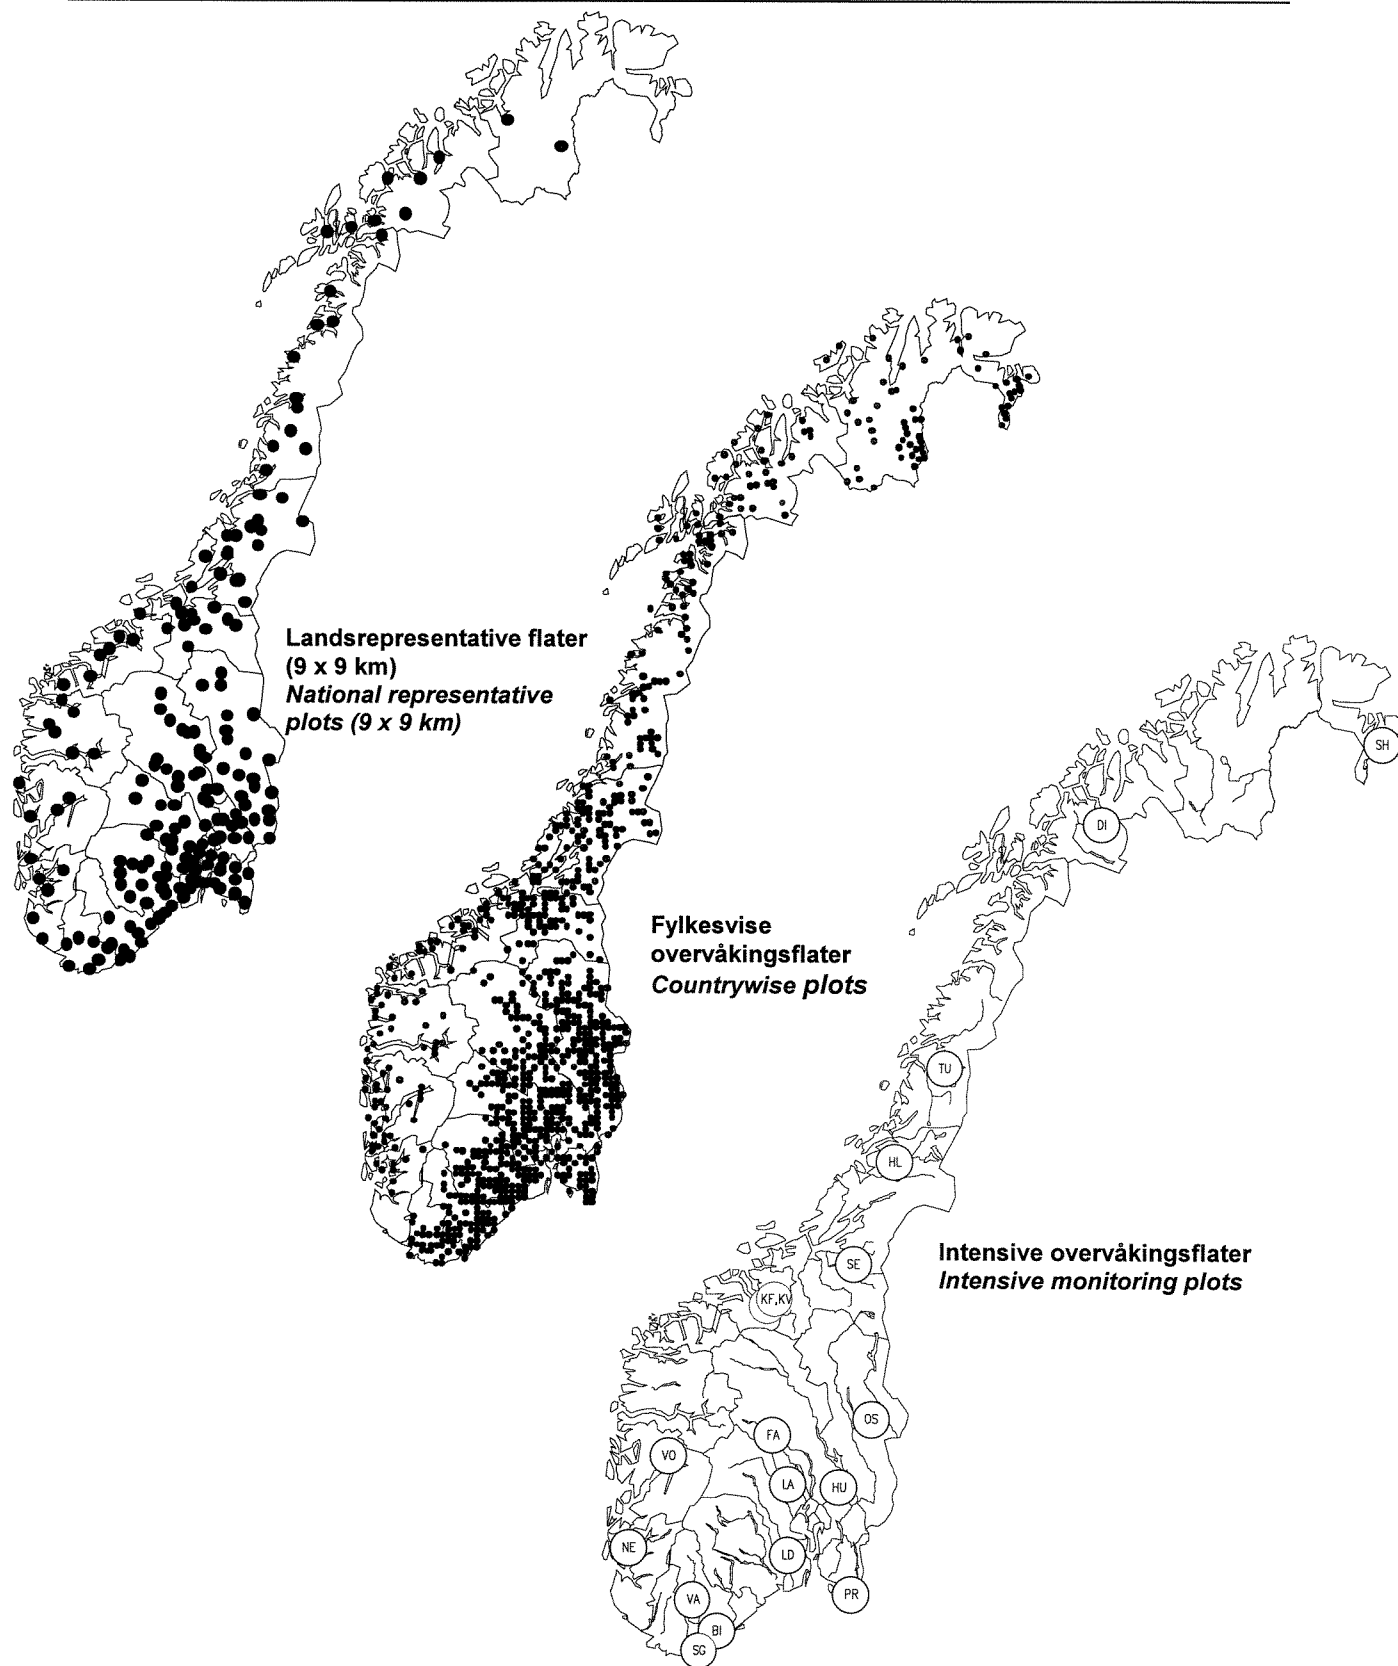 Landsrepresentative flater
(9 x 9 km)
National representative
plots (9 x 9 km)
Fylkesvise
overvåkingsflater
Countrywise plots
SH
DI
TU
HL
Intensive overvåkingsflater
Intensive monitoring plots
SE
KF,KV
OS
FA
VO
LA
HU
NE
LD
PR
VA
BI
SG